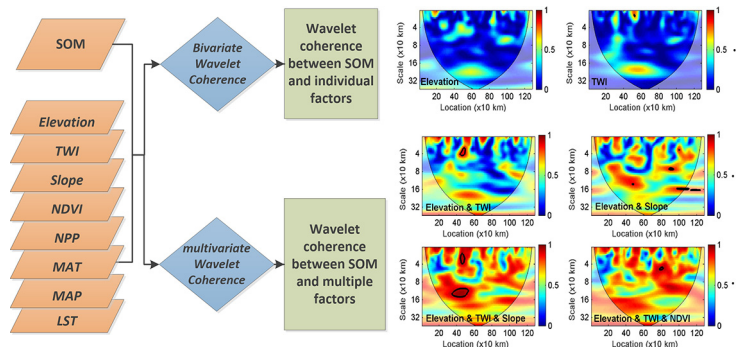 SOM
Elevation
TWI
Slope
NDVI
NPP
MAT
MAP
LST
Bivariate
Wavelet
Coherence
Wavelet
coherence
between SOM
and individual
factors
multivariate
Wavelet
Coherence
Wavelet
coherence
between SOM
and multiple
factors
Scale (x10 km)
4
8
16
32
Elevation
20 40 60 80 100 120
Location (x10 km)
1
0.5
0
Scale (x10 km)
4
8
16
32
TWI
20 40 60 80 100 120
Location (x10 km)
1
0.5
0
Scale (x10 km)
4
8
16
32
Elevation & TWI
20 40 60 80 100 120
Location (x10 km)
1
0.5
0
Scale (x10 km)
4
8
16
32
Elevation & Slope
20 40 60 80 100 120
Location (x10 km)
1
0.5
0
Scale (x10 km)
4
8
16
32
Elevation & TWI & Slope
20 40 60 80 100 120
Location (x10 km)
1
0.5
0
Scale (x10 km)
4
8
16
32
Elevation & TWI & NDVI
20 40 60 80 100 120
Location (x10 km)
1
0.5
0